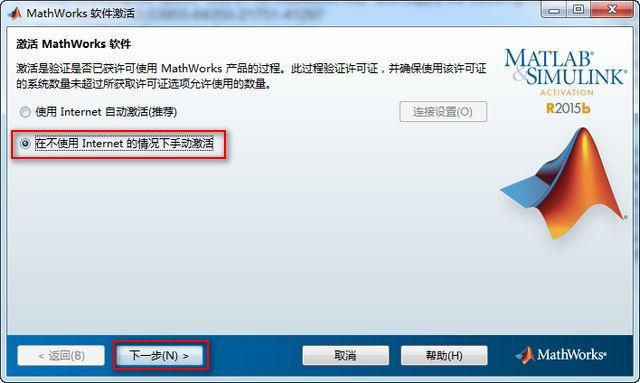 MathWorks 软件激活
激活 MathWorks 软件
激活是验证是否已获许可使用 MathWorks 产品的过程。此过程验证许可证，并确保使用该许可证
的系统数量未超过所获取许可证选项允许使用的数量。
使用 Internet 自动激活(推荐)
连接设置(O)
在不使用 Internet 的情况下手动激活
MATLAB®
&SIMULINK®
ACTIVATION
R2015b
< 返回(B)
下一步(N) >
取消
帮助(H)
MathWorks®